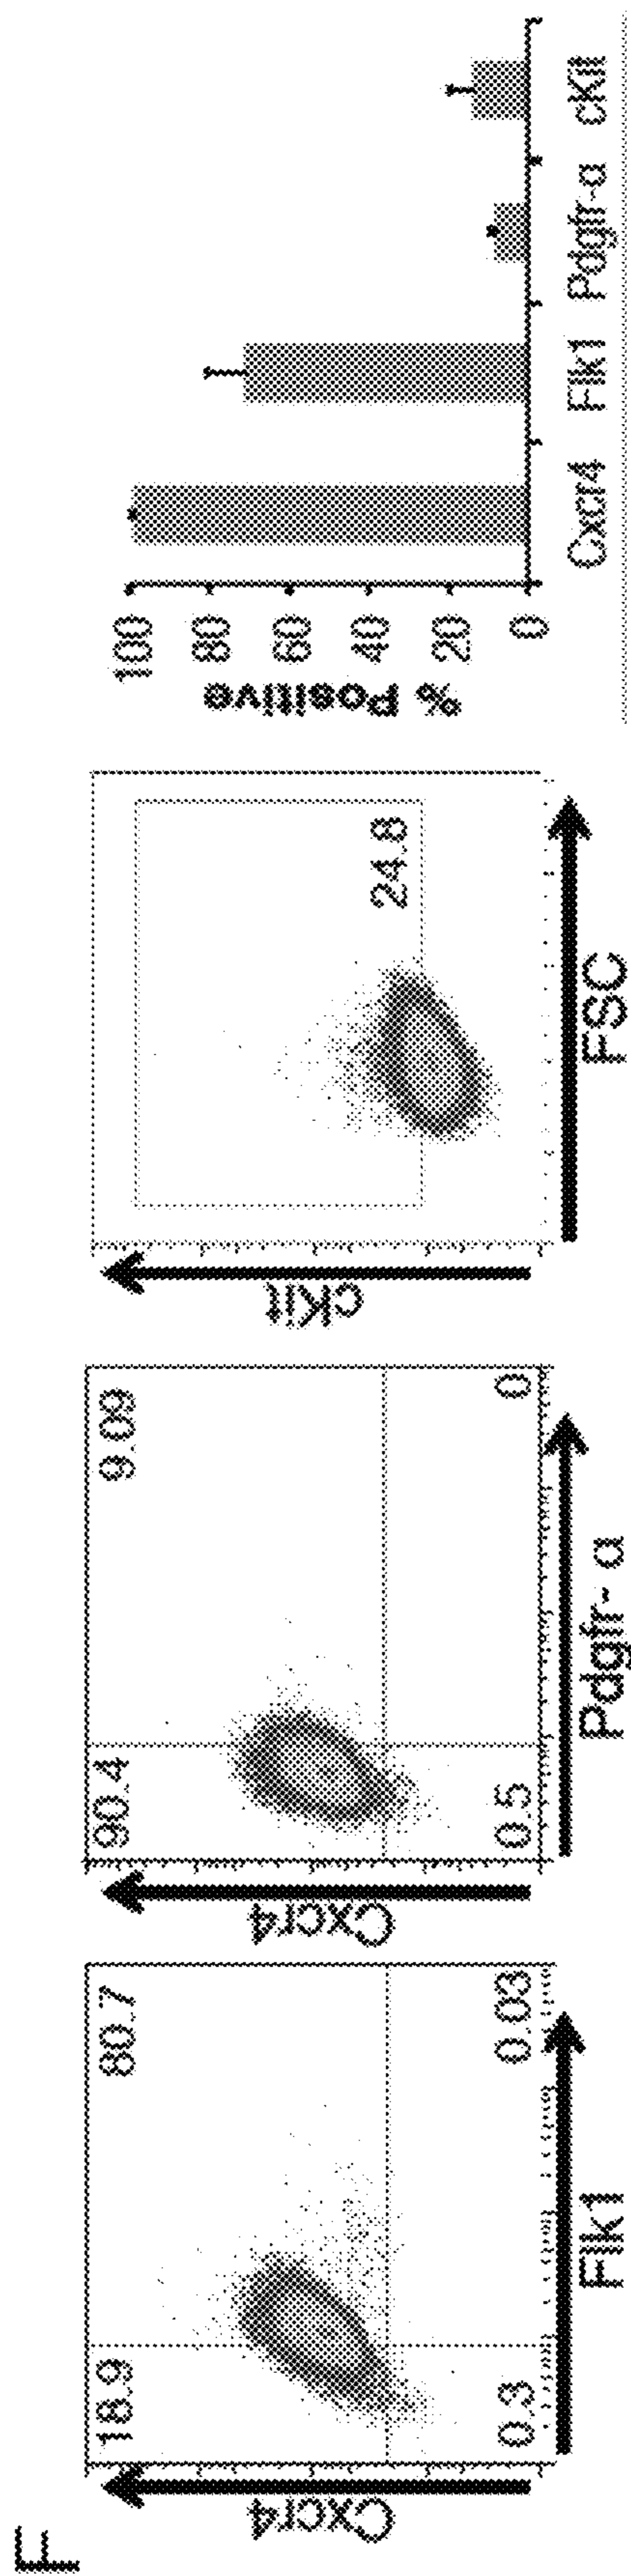 F
Cxcr4
18.9
80.7
0.3
0.03
Flk1
Cxcr4
90.4
9.09
0.5
0
Pdgfr- α
cKit
24.8
FSC
% Positive
100
80
60
40
20
0
Cxcr4 Flk1 Pdgfr-α cKit